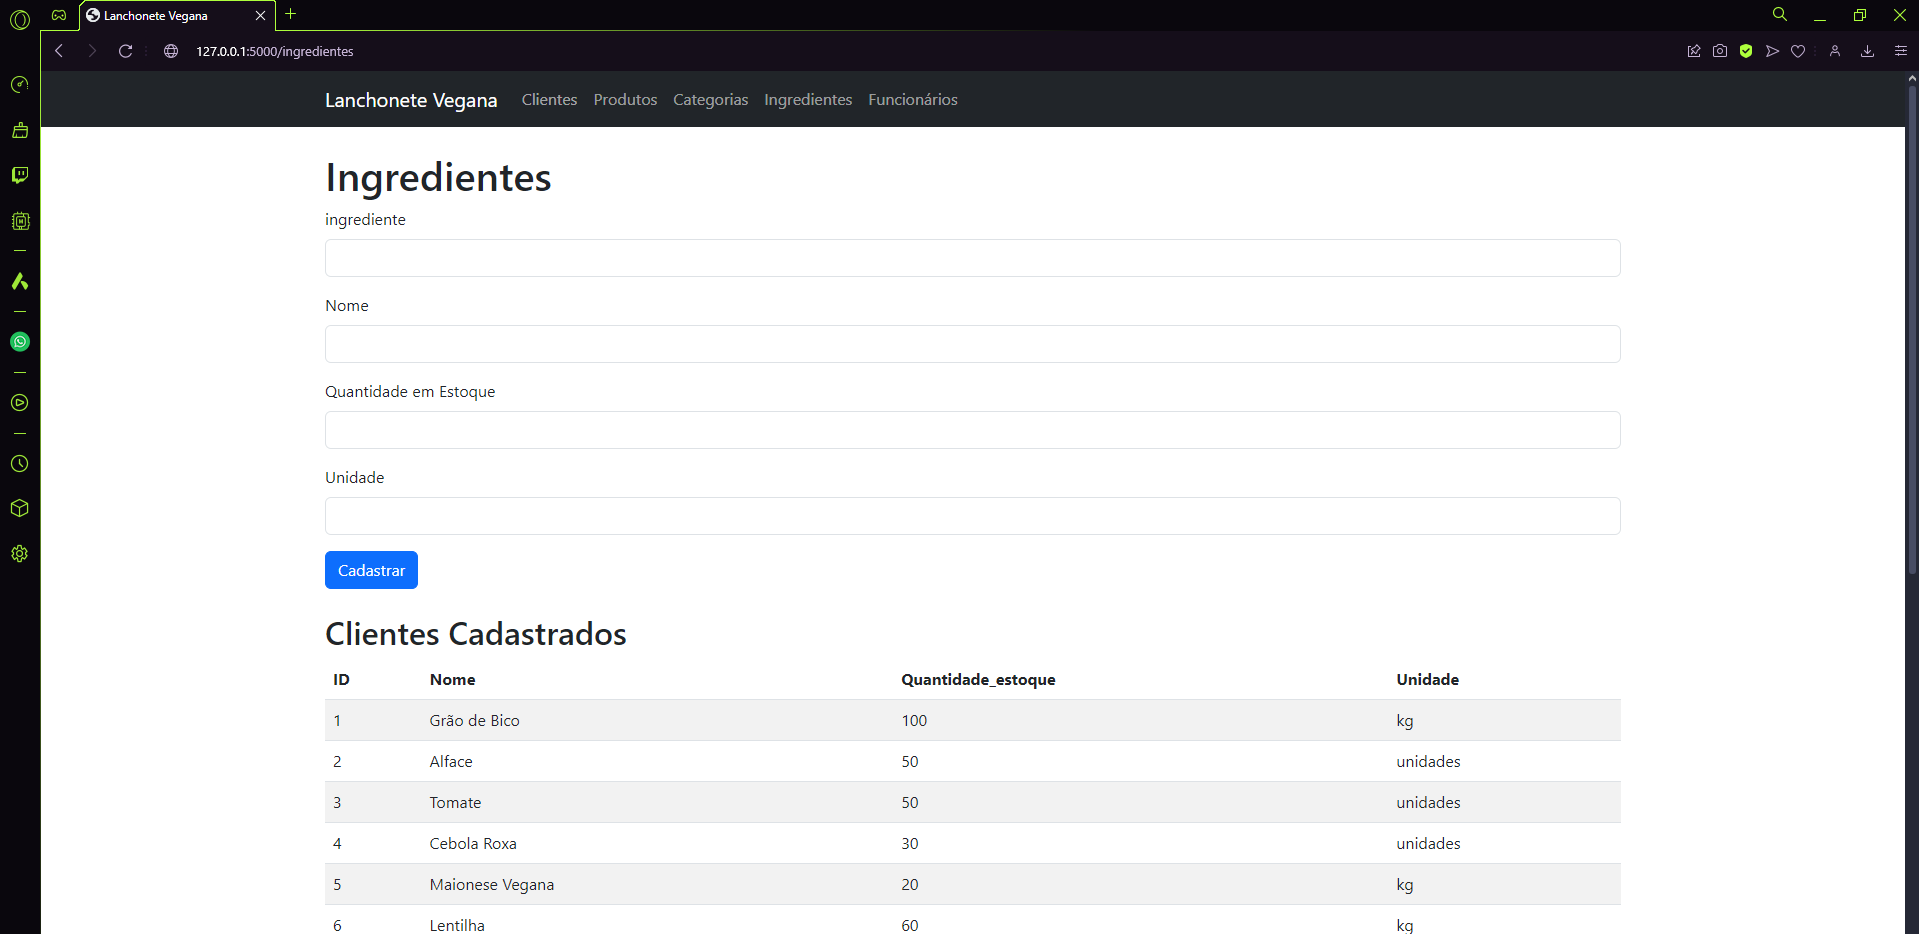 Lanchonete Vegana
127.0.0.1:5000/ingredientes
Lanchonete Vegana Clientes Produtos Categorias Ingredientes Funcionários
Ingredientes
ingrediente
Nome
Quantidade em Estoque
Unidade
Cadastrar
Clientes Cadastrados
ID Nome Quantidade_estoque Unidade
1 Grão de Bico 100 kg
2 Alface 50 unidades
3 Tomate 50 unidades
4 Cebola Roxa 30 unidades
5 Maionese Vegana 20 kg
6 Lentilha 60 kg